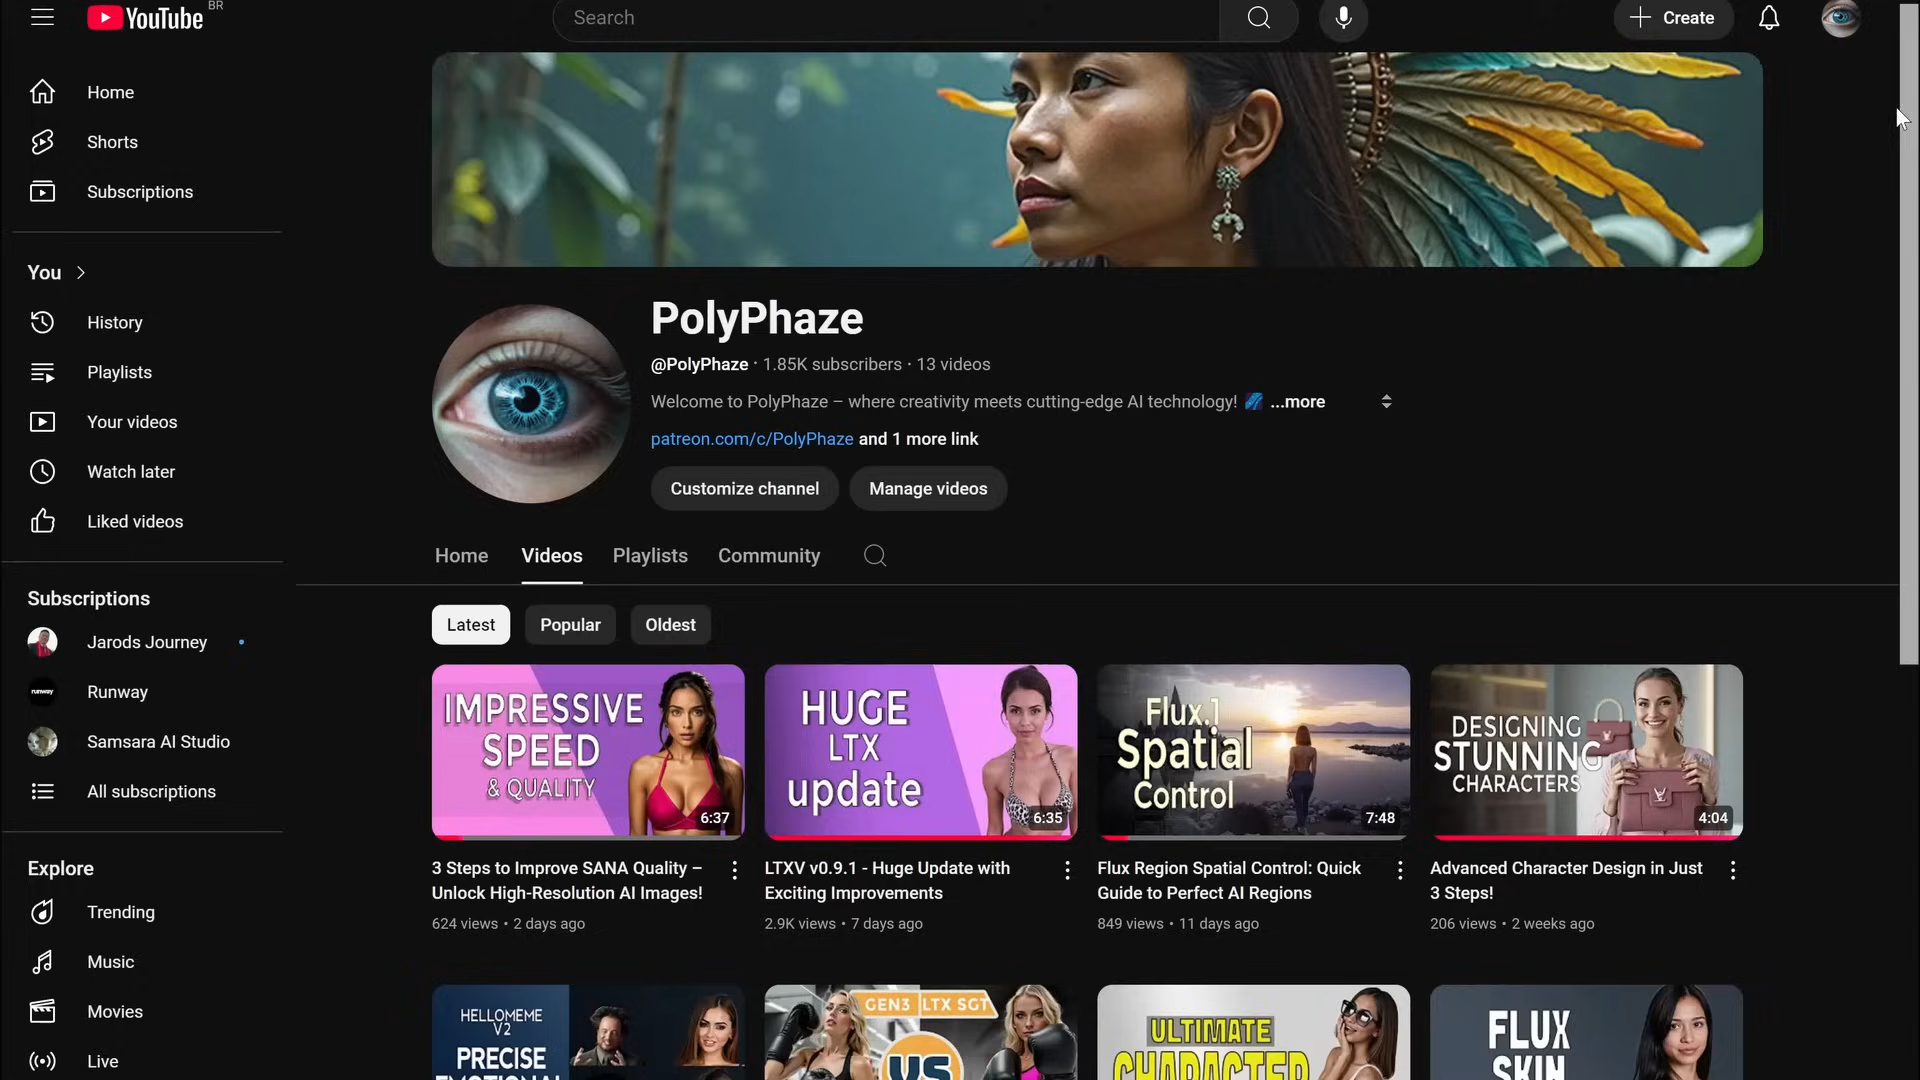 YouTube BR
Search
Create
Home
Shorts
Subscriptions
You
History
Playlists
Your videos
Watch later
Liked videos
Subscriptions
Jarods Journey
runway
Runway
Samsara AI Studio
All subscriptions
Explore
Trending
Music
Movies
Live
PolyPhaze
@PolyPhaze · 1.85K subscribers · 13 videos
Welcome to PolyPhaze – where creativity meets cutting-edge AI technology! ...more
patreon.com/c/PolyPhaze and 1 more link
Customize channel
Manage videos
Home
Videos
Playlists
Community
Latest
Popular
Oldest
IMPRESSIVE
SPEED
& QUALITY
6:37
3 Steps to Improve SANA Quality –
Unlock High-Resolution AI Images!
624 views • 2 days ago
HUGE
LTX
update
6:35
LTXV v0.9.1 - Huge Update with
Exciting Improvements
2.9K views • 7 days ago
Flux.1
Spatial
Control
7:48
Flux Region Spatial Control: Quick
Guide to Perfect AI Regions
849 views • 11 days ago
DESIGNING
STUNNING
CHARACTERS
4:04
Advanced Character Design in Just
3 Steps!
206 views • 2 weeks ago
HELLOMEME
V2
PRECISE
EMOTIONAL
GEN3 LTX SGT
VS
ULTIMATE
CHARACTER
FLUX
SKIN